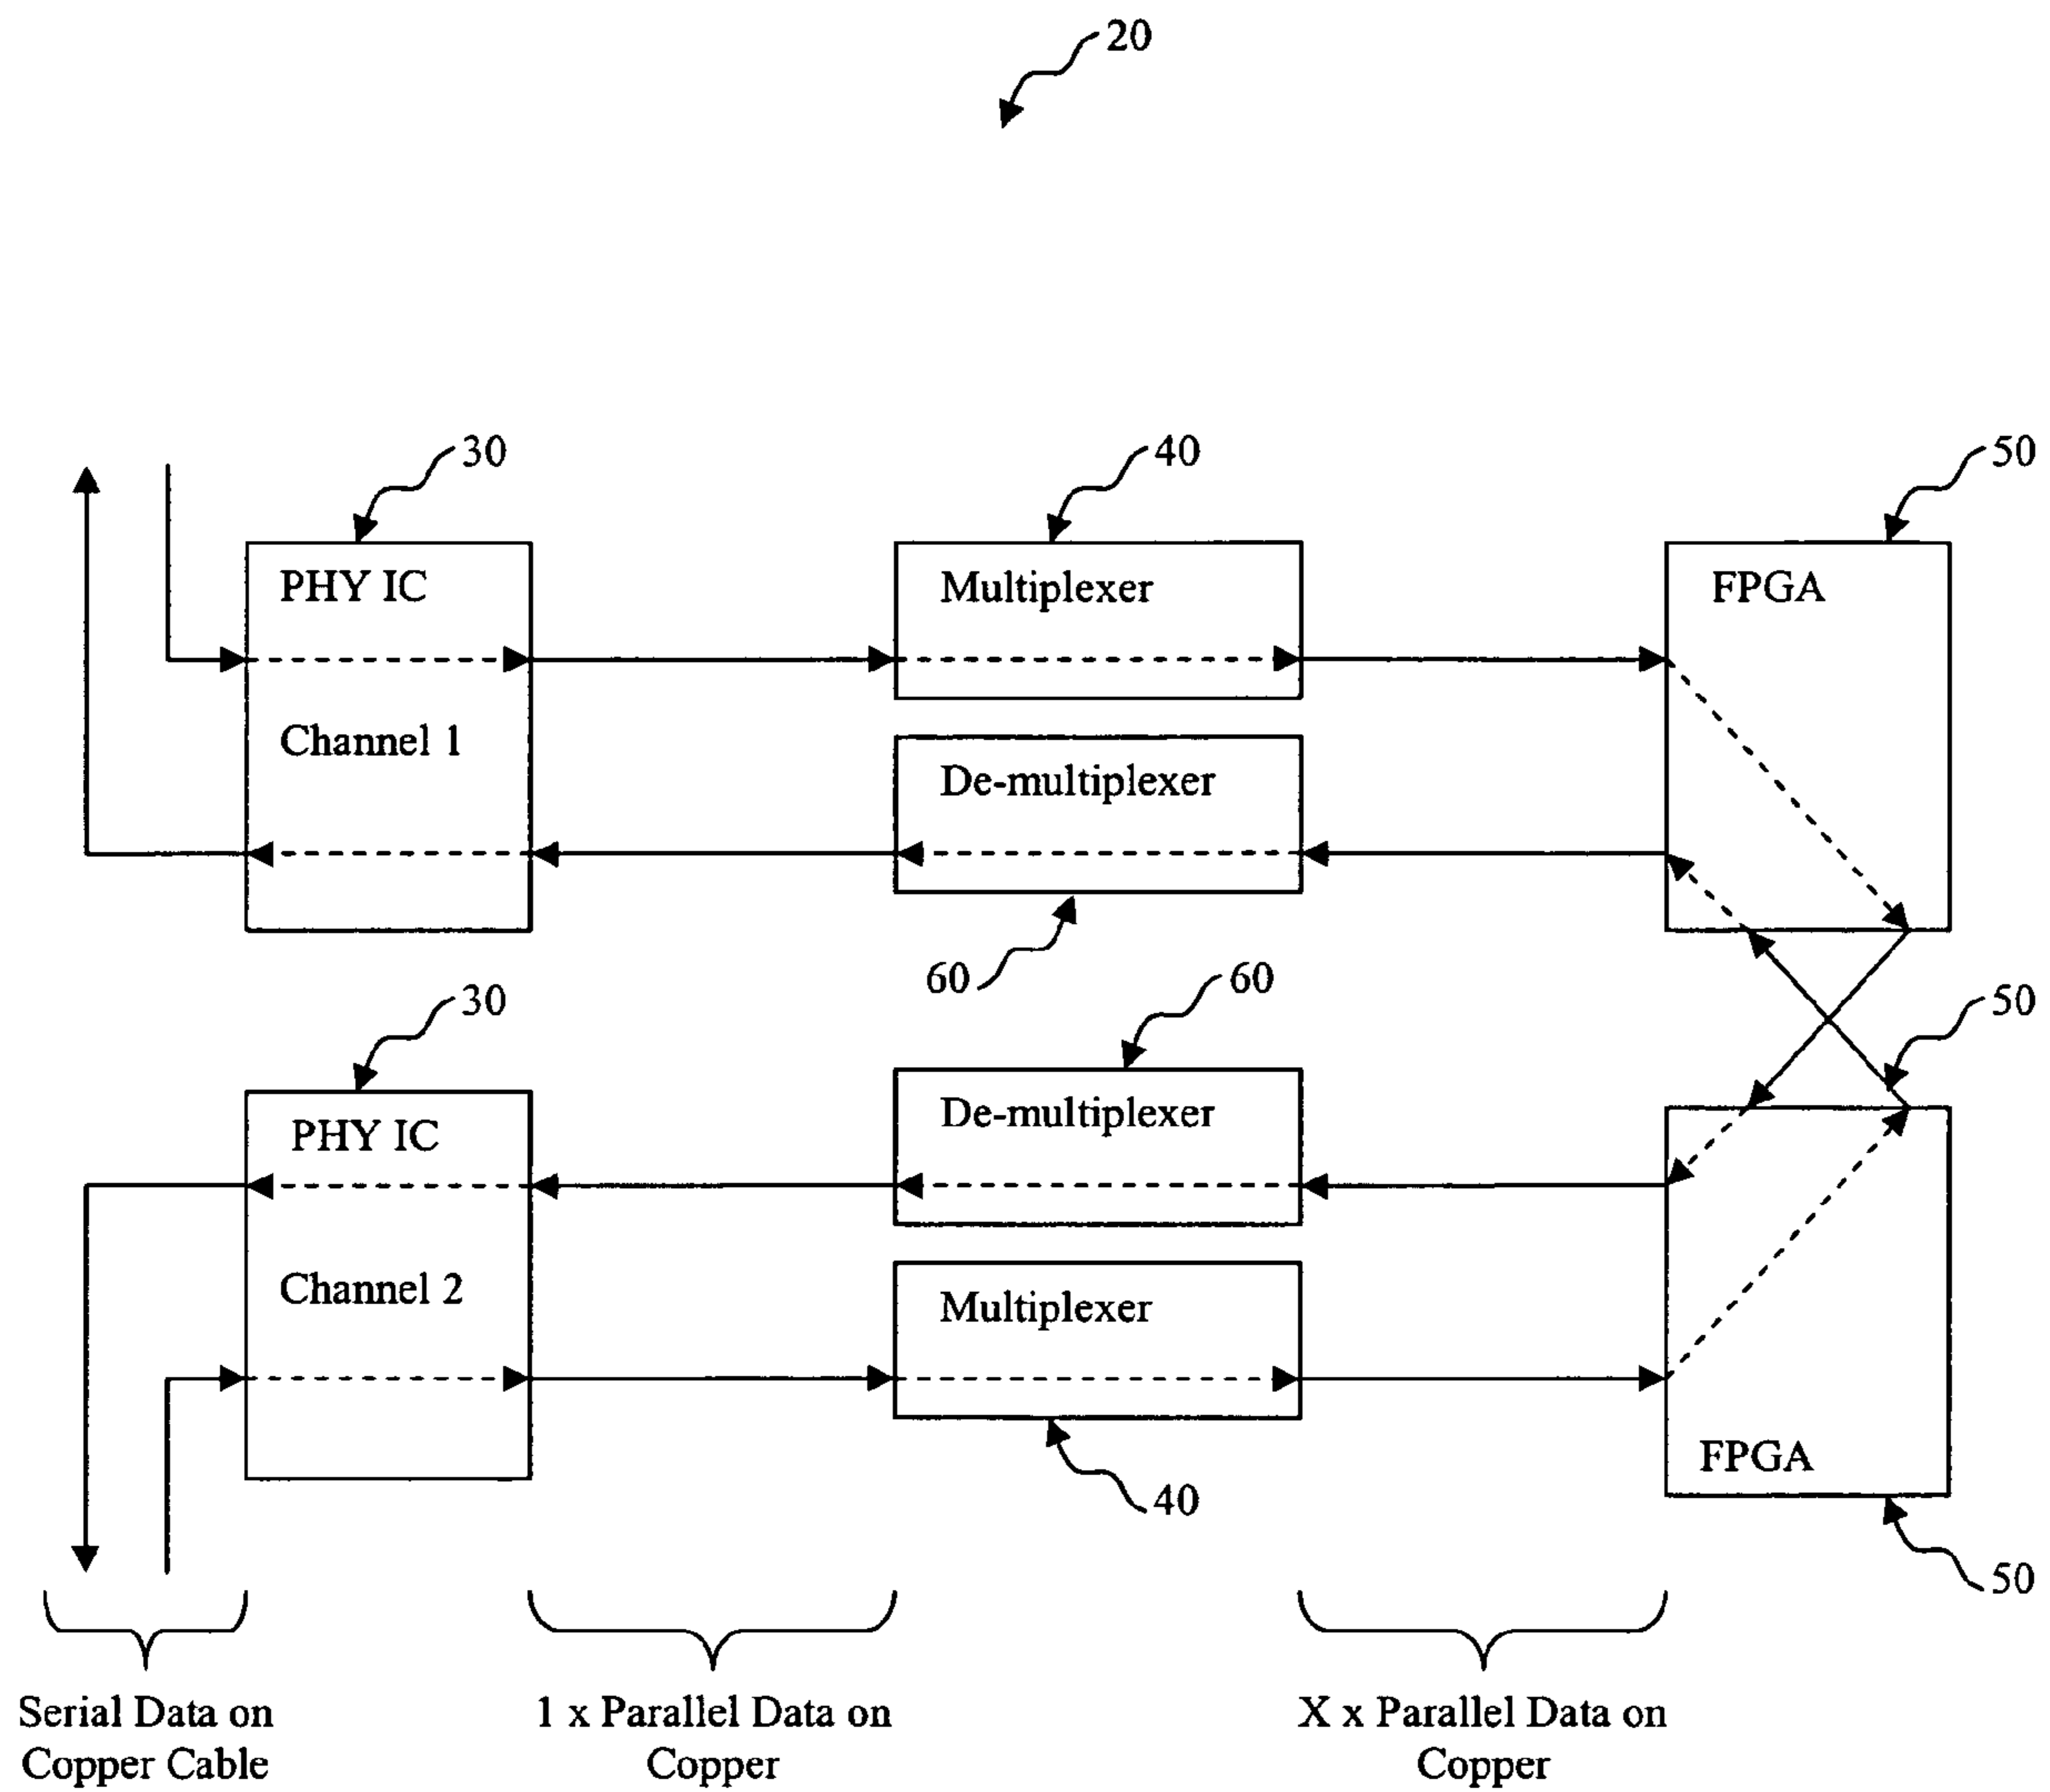 20
30
40
50
PHY IC
Multiplexer
FPGA
Channel 1
De-multiplexer
60
60
30
50
PHY IC
De-multiplexer
Channel 2
Multiplexer
FPGA
40
50
Serial Data on
Copper Cable
1 x Parallel Data on
Copper
X x Parallel Data on
Copper